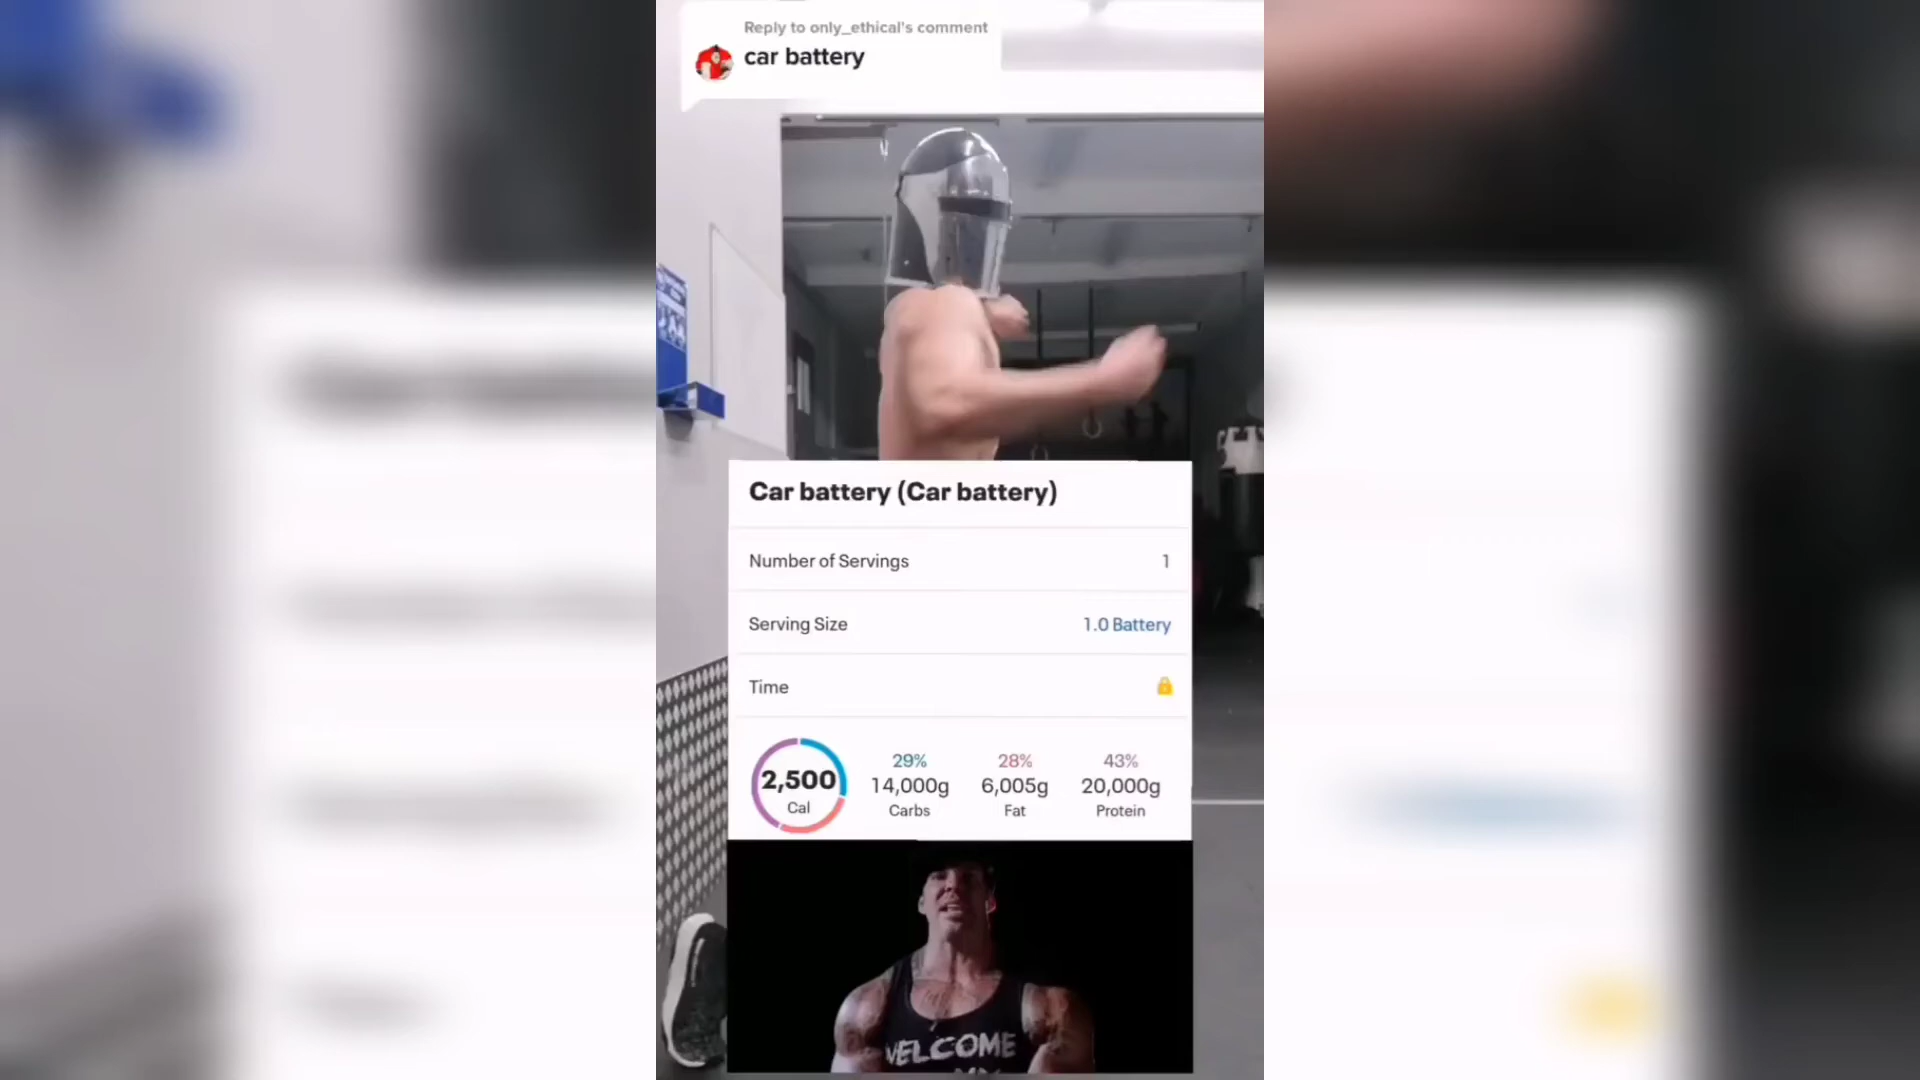 Reply to only_ethical's comment
car battery
Car battery (Car battery)
Number of Servings 1
Serving Size 1.0 Battery
Time
2,500
Cal
29% 28% 43%
14,000g 6,005g 20,000g
Carbs Fat Protein
WELCOME